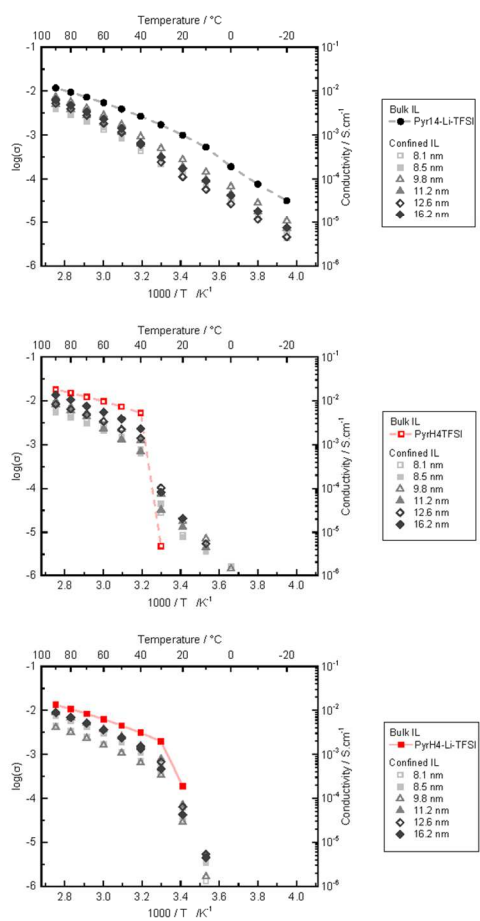 Temperature / °C
100 80 60 40 20 0 -20
-1 -2 -3 -4 -5 -6
log(σ)
10-1 10-2 10-3 10-4 10-5 10-6
Conductivity / S.cm-1
2.8 3.0 3.2 3.4 3.6 3.8 4.0
1000 / T /K-1
Bulk IL
Pyr14-Li-TFSI
Confined IL
8.1 nm
8.5 nm
9.8 nm
11.2 nm
12.6 nm
16.2 nm
Temperature / °C
100 80 60 40 20 0 -20
-1 -2 -3 -4 -5 -6
log(σ)
10-1 10-2 10-3 10-4 10-5 10-6
Conductivity / S.cm-1
2.8 3.0 3.2 3.4 3.6 3.8 4.0
1000 / T /K-1
Bulk IL
PyrH4TFSI
Confined IL
8.1 nm
8.5 nm
9.8 nm
11.2 nm
12.6 nm
16.2 nm
Temperature / °C
100 80 60 40 20 0 -20
-1 -2 -3 -4 -5 -6
log(σ)
10-1 10-2 10-3 10-4 10-5 10-6
Conductivity / S.cm-1
2.8 3.0 3.2 3.4 3.6 3.8 4.0
1000 / T /K-1
Bulk IL
PyrH4-Li-TFSI
Confined IL
8.1 nm
8.5 nm
9.8 nm
11.2 nm
12.6 nm
16.2 nm